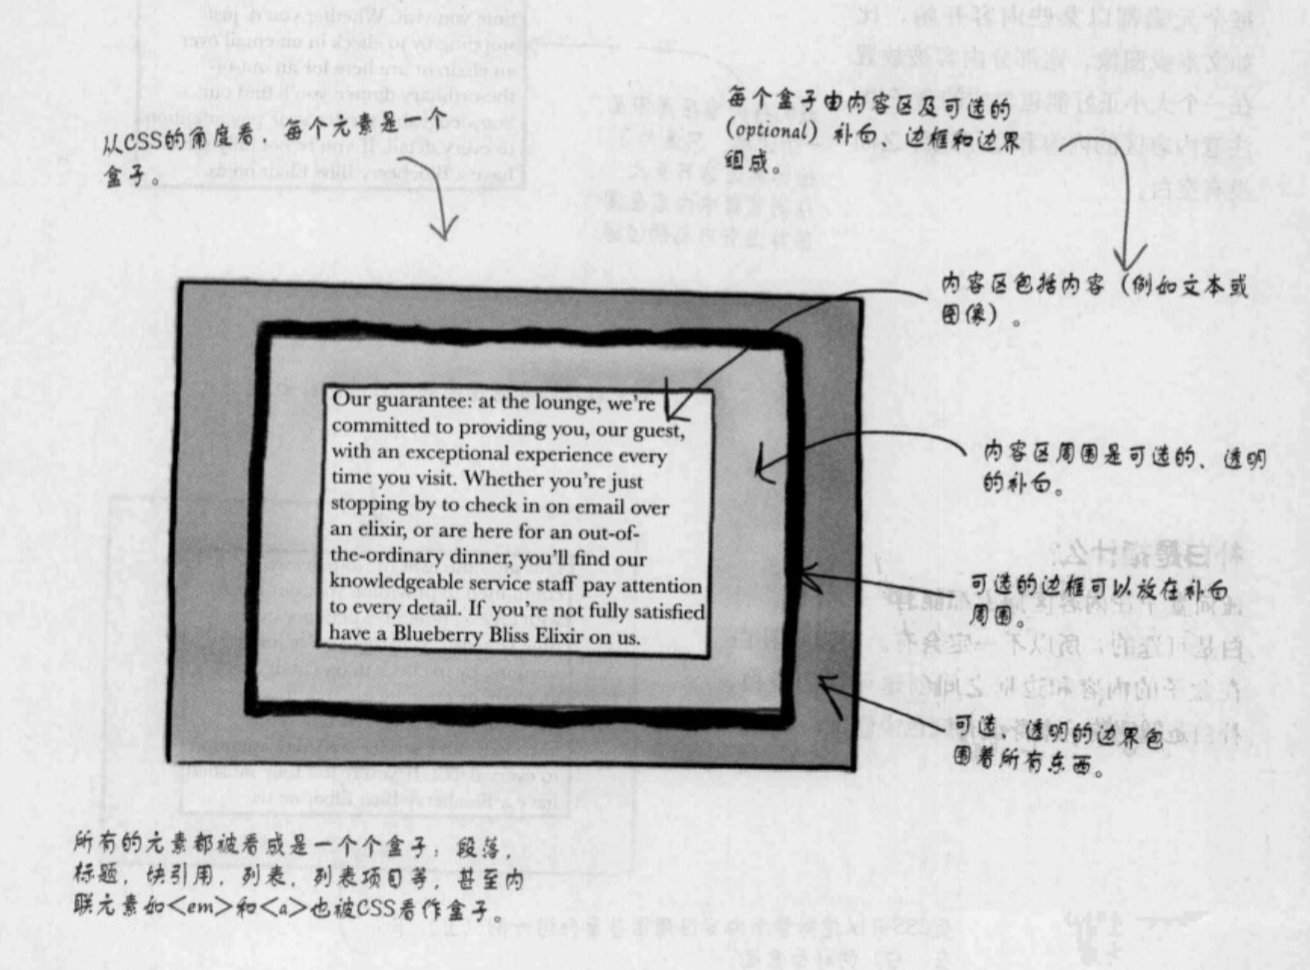 从CSS的角度看，每个元素是一个
盒子。
每个盒子由内容区及可选的
(optional) 补白，边框和边界
组成。
内容区包括内容（例如文本或
图像）。
Our guarantee: at the lounge, we're
committed to providing you, our guest,
with an exceptional experience every
time you visit. Whether you're just
stopping by to check in on email over
an elixir, or are here for an out-of-
the-ordinary dinner, you'll find our
knowledgeable service staff pay attention
to every detail. If you're not fully satisfied
have a Blueberry Bliss Elixir on us.
内容区周围是可选的、透明
的补白。
可选的边框可以放在补白
周围。
可选，透明的边界包
围着所有东西。
所有的元素都被看成是一个个盒子：段落，
标题，块引用，列表，列表项目等，甚至内
联元素如<em>和<a>也被CSS看作盒子。